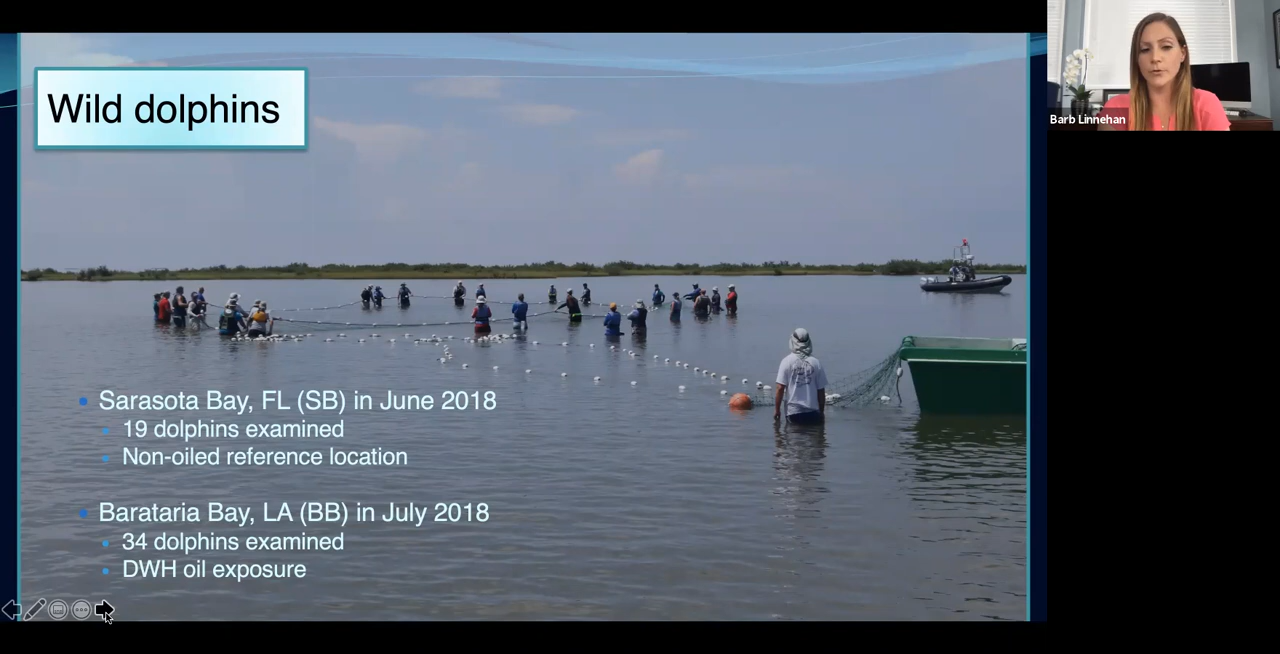 Wild dolphins
Sarasota Bay, FL (SB) in June 2018
19 dolphins examined
Non-oiled reference location
Barataria Bay, LA (BB) in July 2018
34 dolphins examined
DWH oil exposure
Barb Linnehan